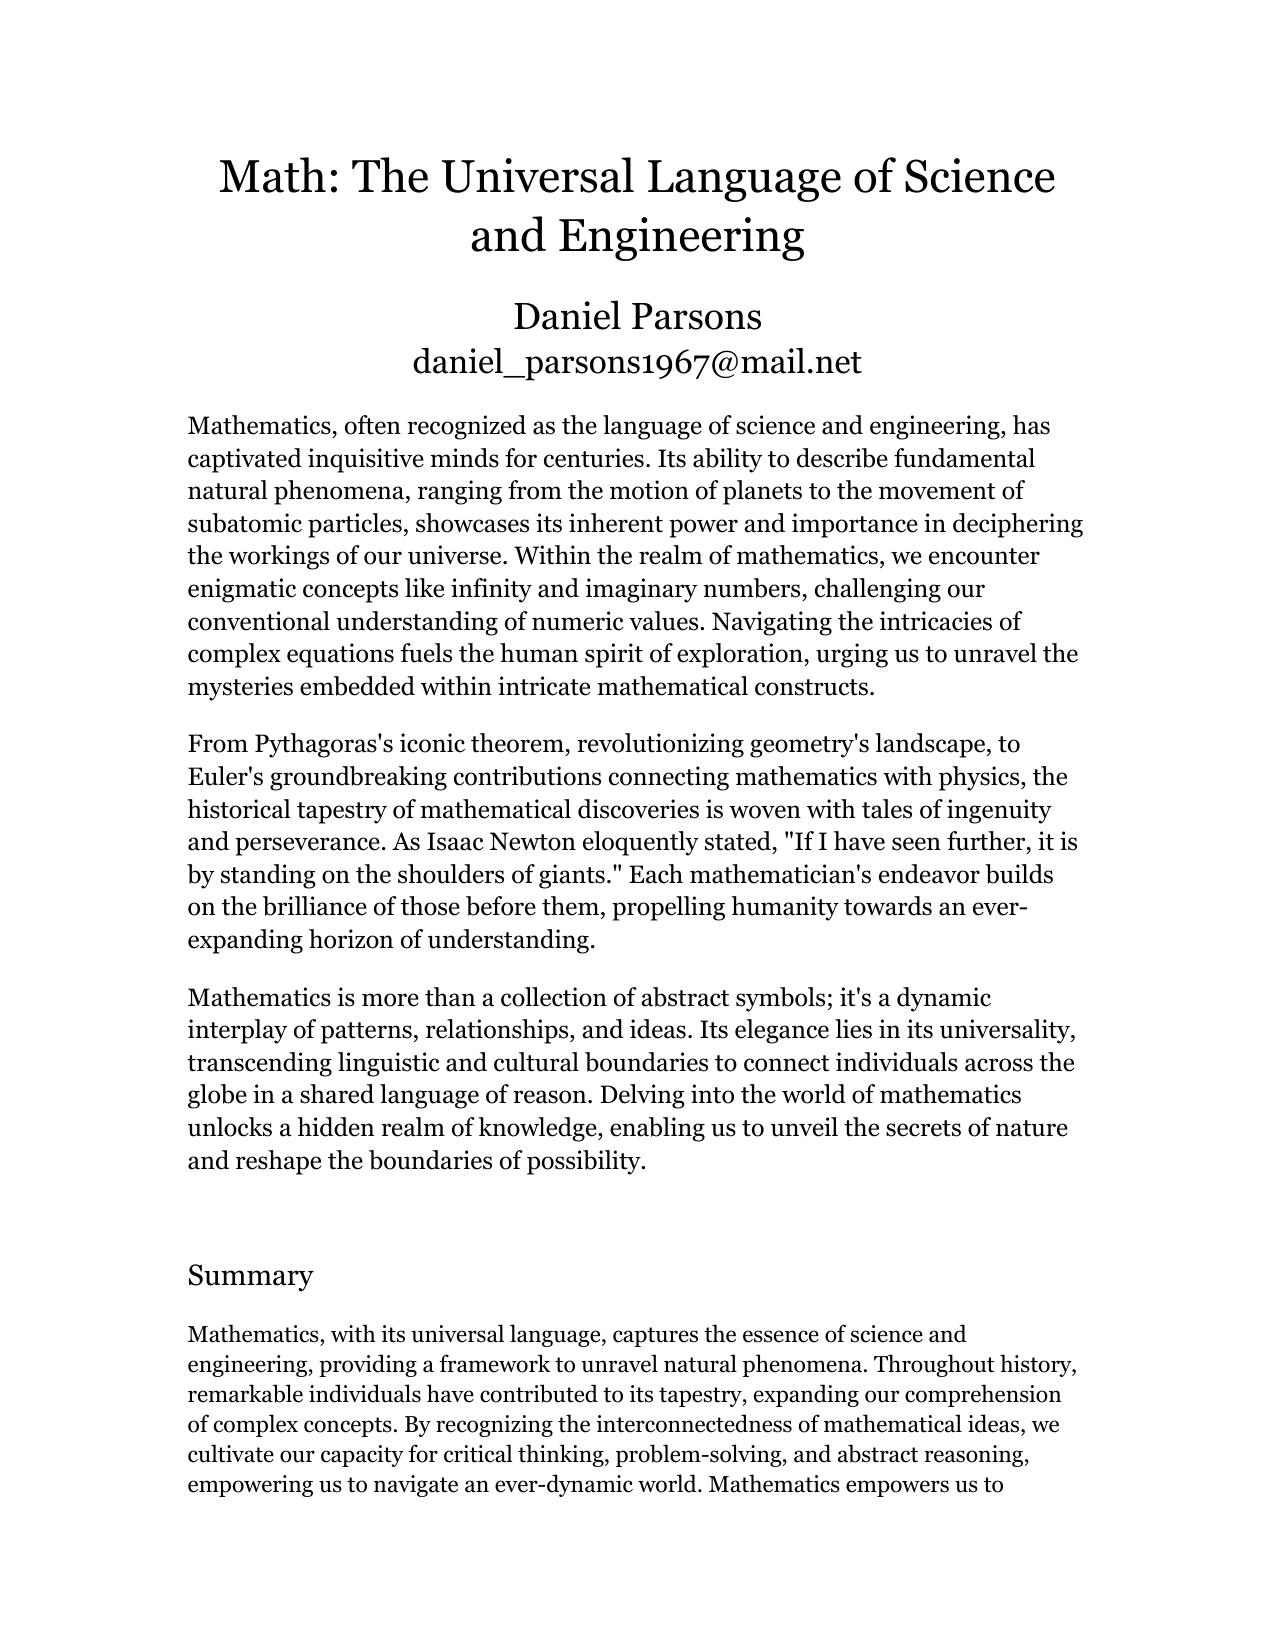 Math: The Universal Language of Science
and Engineering
Daniel Parsons
daniel_parsons1967@mail.net
Mathematics, often recognized as the language of science and engineering, has
captivated inquisitive minds for centuries. Its ability to describe fundamental
natural phenomena, ranging from the motion of planets to the movement of
subatomic particles, showcases its inherent power and importance in deciphering
the workings of our universe. Within the realm of mathematics, we encounter
enigmatic concepts like infinity and imaginary numbers, challenging our
conventional understanding of numeric values. Navigating the intricacies of
complex equations fuels the human spirit of exploration, urging us to unravel the
mysteries embedded within intricate mathematical constructs.
From Pythagoras's iconic theorem, revolutionizing geometry's landscape, to
Euler's groundbreaking contributions connecting mathematics with physics, the
historical tapestry of mathematical discoveries is woven with tales of ingenuity
and perseverance. As Isaac Newton eloquently stated, "If I have seen further, it is
by standing on the shoulders of giants." Each mathematician's endeavor builds
on the brilliance of those before them, propelling humanity towards an ever-
expanding horizon of understanding.
Mathematics is more than a collection of abstract symbols; it's a dynamic
interplay of patterns, relationships, and ideas. Its elegance lies in its universality,
transcending linguistic and cultural boundaries to connect individuals across the
globe in a shared language of reason. Delving into the world of mathematics
unlocks a hidden realm of knowledge, enabling us to unveil the secrets of nature
and reshape the boundaries of possibility.
Summary
Mathematics, with its universal language, captures the essence of science and
engineering, providing a framework to unravel natural phenomena. Throughout history,
remarkable individuals have contributed to its tapestry, expanding our comprehension
of complex concepts. By recognizing the interconnectedness of mathematical ideas, we
cultivate our capacity for critical thinking, problem-solving, and abstract reasoning,
empowering us to navigate an ever-dynamic world. Mathematics empowers us to